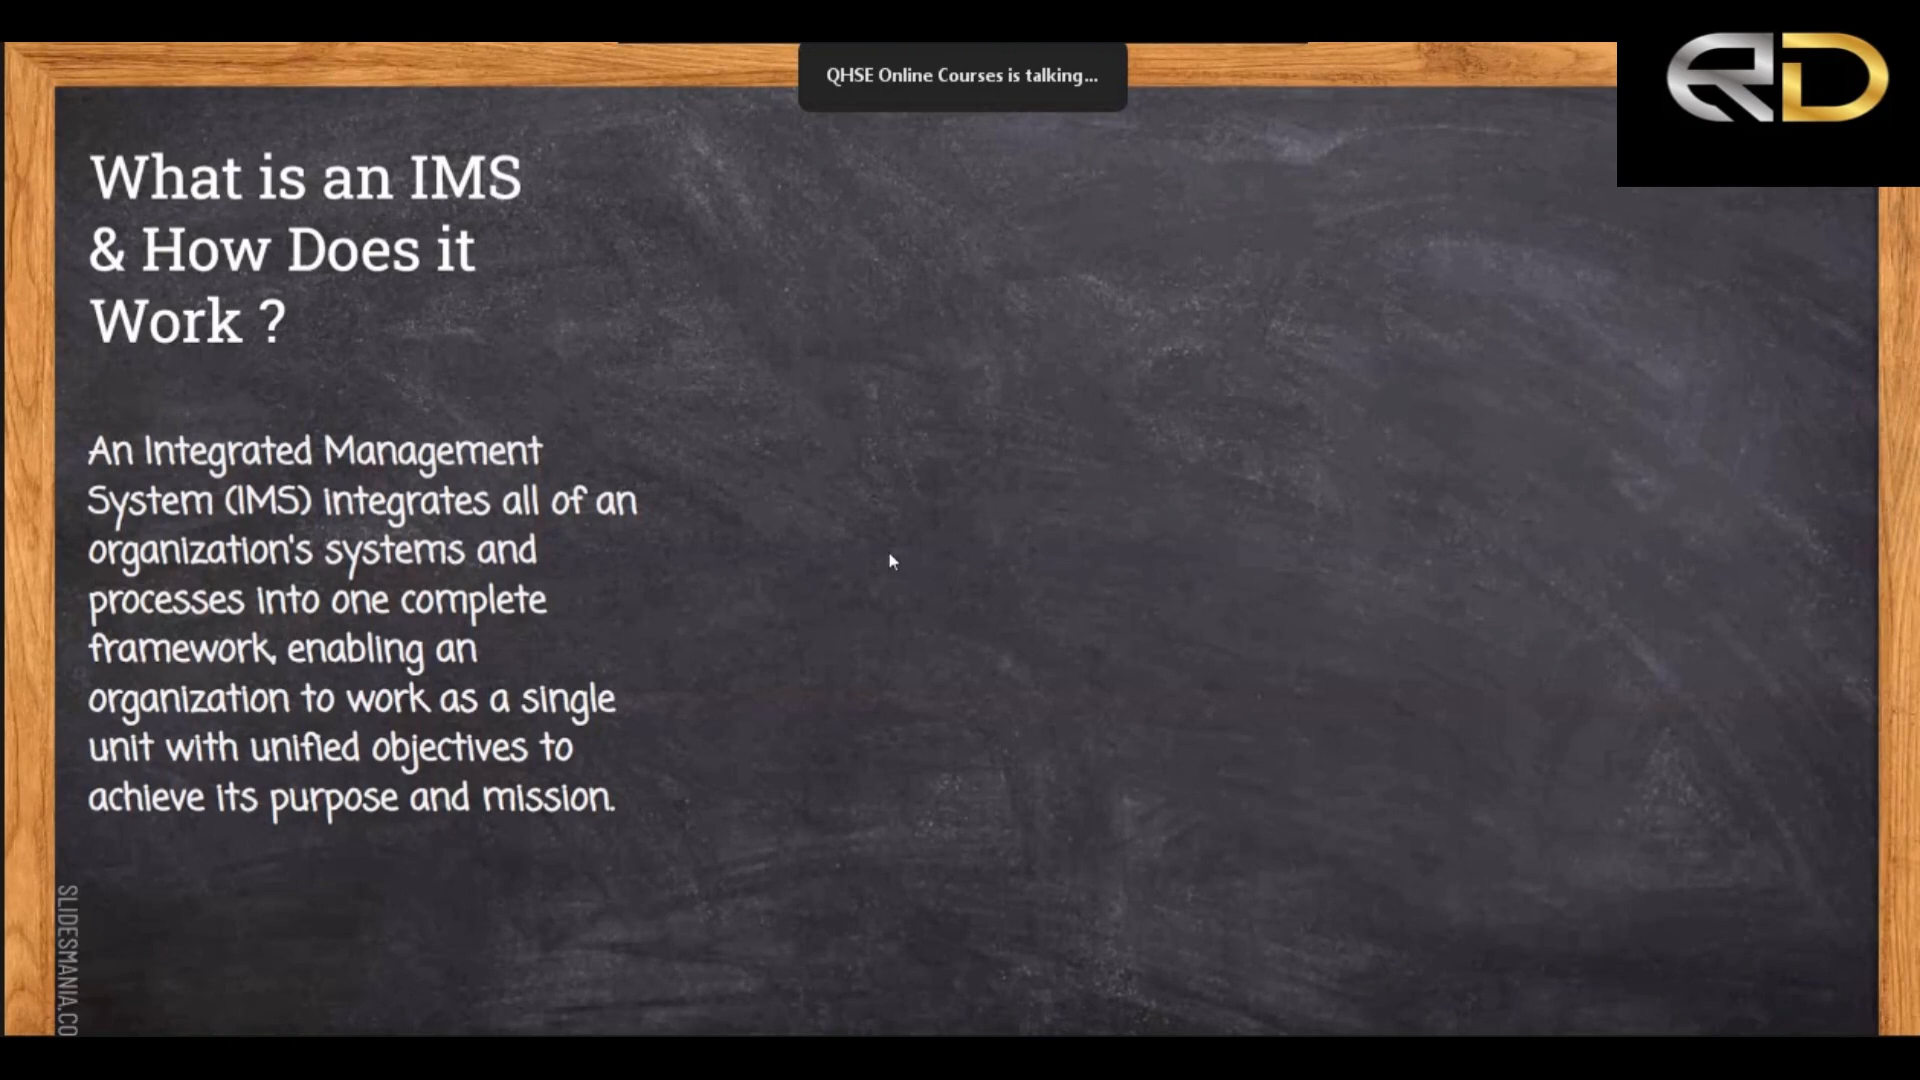 QHSE Online Courses is talking...
RD
What is an IMS
& How Does it
Work ?
An Integrated Management
System (IMS) integrates all of an
organization's systems and
processes into one complete
framework, enabling an
organization to work as a single
unit with unified objectives to
achieve its purpose and mission.
SLIDESMANIA.CO